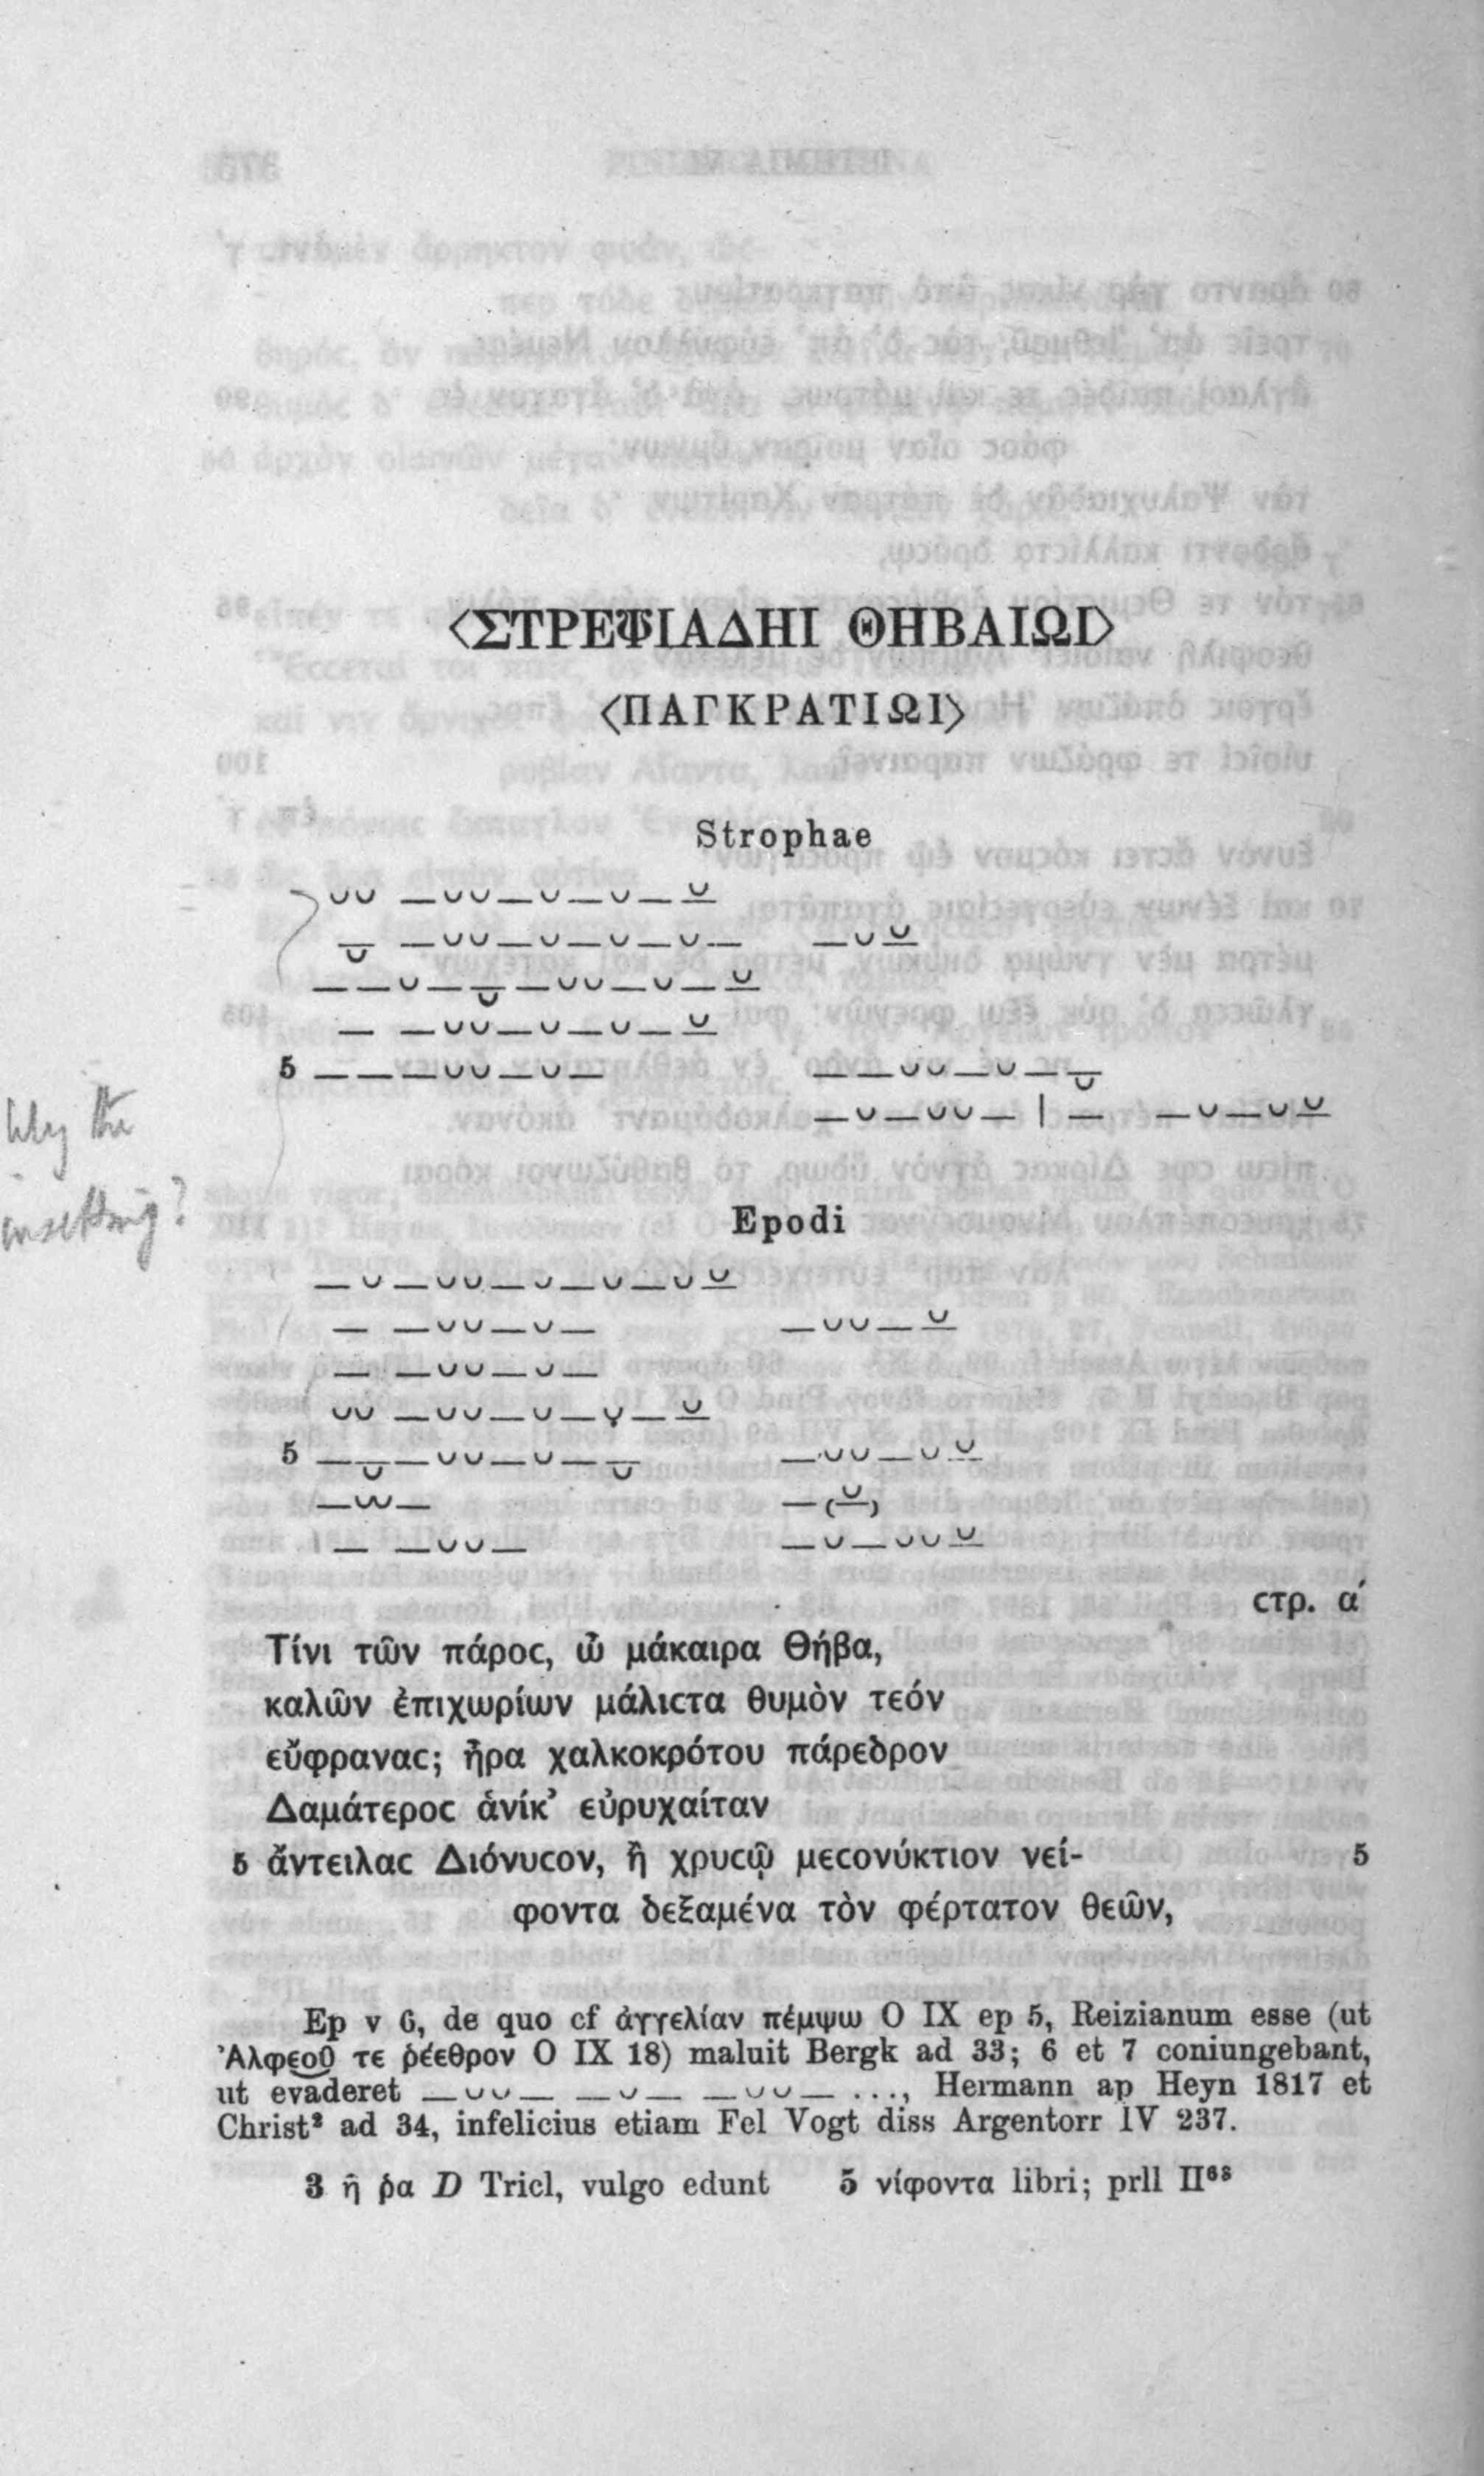 <ΣΤΡΕΨΙΑΔΗΙ ΘΗΒΑΙΩΙ>
<ΠΑΓΚΡΑΤΙΩΙ>
Strophae
⏑⏑ –⏑⏑–⏑–⏑–⏓
– –⏑⏑–⏑–⏑–⏑– –⏑⏓
––⏑–––⏑⏑–⏑–⏓
– –⏑⏑–⏑–⏑–⏓
5 –––⏑⏑–⏑– ––⏑⏑–⏑–⏓
–⏑–⏑⏑– | – –⏑–⏑⏓
Why the
insetting?
Epodi
–⏑–⏑⏑–⏑–⏑–⏑⏓
– –⏑⏑–⏑– –⏑⏑–⏓
– –⏑⏑–⏑–
⏑⏑ –⏑⏑–⏑–⏑–⏓
5 –⏓–⏑⏑–⏑–⏓ –⏑⏑–⏑⏓
–⏑⏑– –(⏓)
– –⏑⏑– –⏑–⏑⏑⏓
ϲτρ. α΄
Τίνι τῶν πάροϲ, ὦ μάκαιρα Θήβα,
καλῶν ἐπιχωρίων μάλιϲτα θυμὸν τεόν
εὔφραναϲ; ἦρα χαλκοκρότου πάρεδρον
Δαμάτεροϲ ἁνίκ’ εὐρυχαίταν
5 ἄντειλαϲ Διόνυϲον, ἢ χρυϲῷ μεϲονύκτιον νεί- 5
φοντα δεξαμένα τὸν φέρτατον θεῶν,
Ep v 6, de quo cf ἀγγελίαν πέμψω O IX ep 5, Reizianum esse (ut
Ἀλφεοῦ τε ῥέεθρον O IX 18) maluit Bergk ad 33; 6 et 7 coniungebant,
ut evaderet –⏑⏑– –⏑– –⏑⏑– ..., Hermann ap Heyn 1817 et
Christ² ad 34, infelicius etiam Fel Vogt diss Argentorr IV 237.
3 ἢ ῥα D Tricl, vulgo edunt 5 νίφοντα libri; prll Π⁶⁸